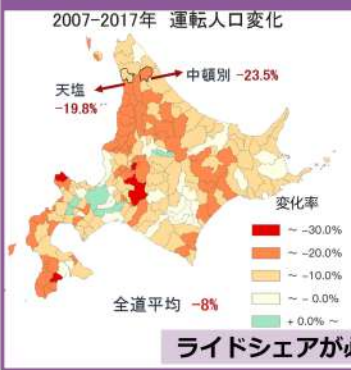 2007-2017年 運転人口変化
中頓別 -23.5%
天塩
-19.8%
変化率
～ -30.0%
～ -20.0%
～ -10.0%
～ - 0.0%
+ 0.0% ～
全道平均 -8%
ライドシェアが